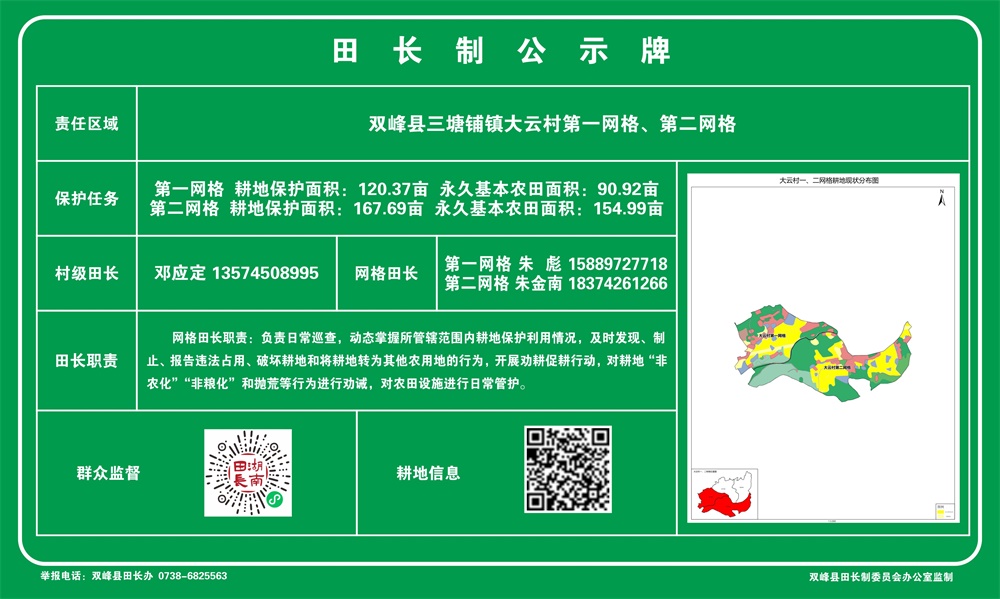 田长制公示牌
责任区域
双峰县三塘铺镇大云村第一网格、第二网格
保护任务
第一网格 耕地保护面积：120.37亩 永久基本农田面积：90.92亩
第二网格 耕地保护面积：167.69亩 永久基本农田面积：154.99亩
村级田长
邓应定 13574508995
网格田长
第一网格 朱 彪 15889727718
第二网格 朱金南 18374261266
田长职责
网格田长职责：负责日常巡查，动态掌握所管辖范围内耕地保护利用情况，及时发现、制
止、报告违法占用、破坏耕地和将耕地转为其他农用地的行为，开展劝耕促耕行动，对耕地“非
农化”“非粮化”和抛荒等行为进行劝诫，对农田设施进行日常管护。
群众监督
湖南田長
耕地信息
大云村一、二网格耕地现状分布图
N
大云村第一网格
大云村第二网格
举报电话：双峰县田长办 0738-6825563
双峰县田长制委员会办公室监制